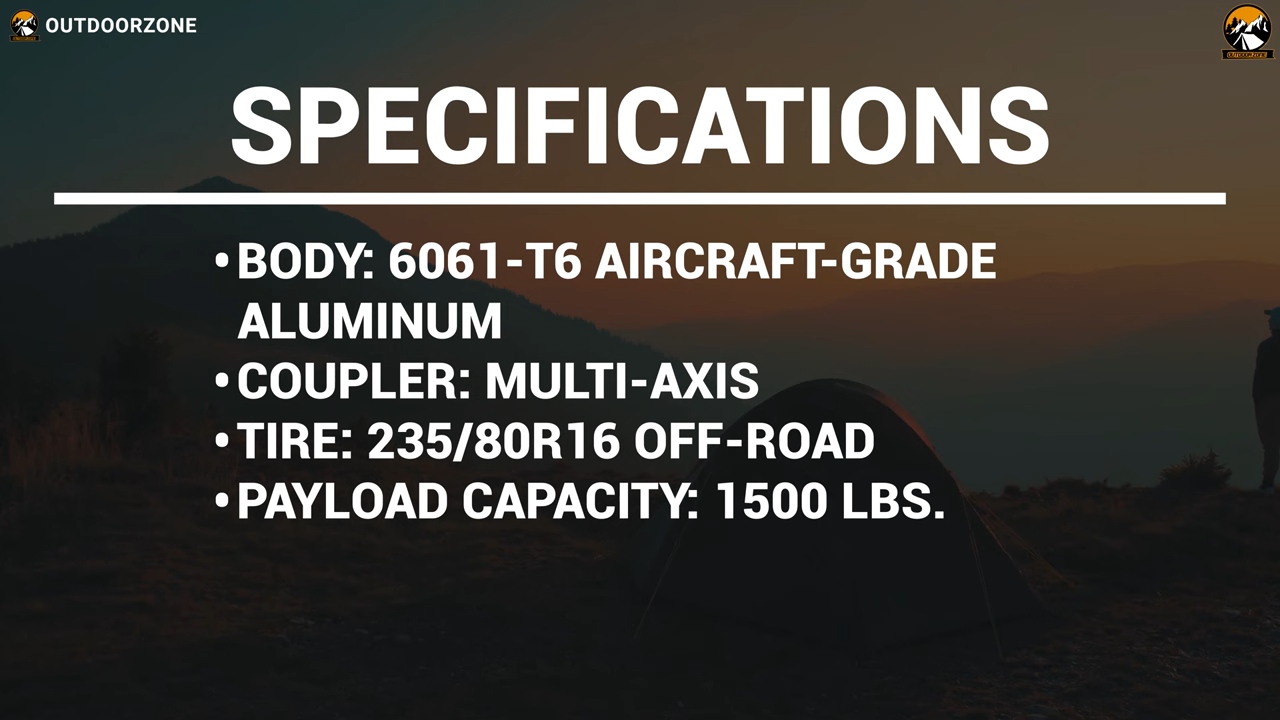 OUTDOORZONE
OUTDOORZONE
SPECIFICATIONS
•BODY: 6061-T6 AIRCRAFT-GRADE
ALUMINUM
•COUPLER: MULTI-AXIS
•TIRE: 235/80R16 OFF-ROAD
•PAYLOAD CAPACITY: 1500 LBS.